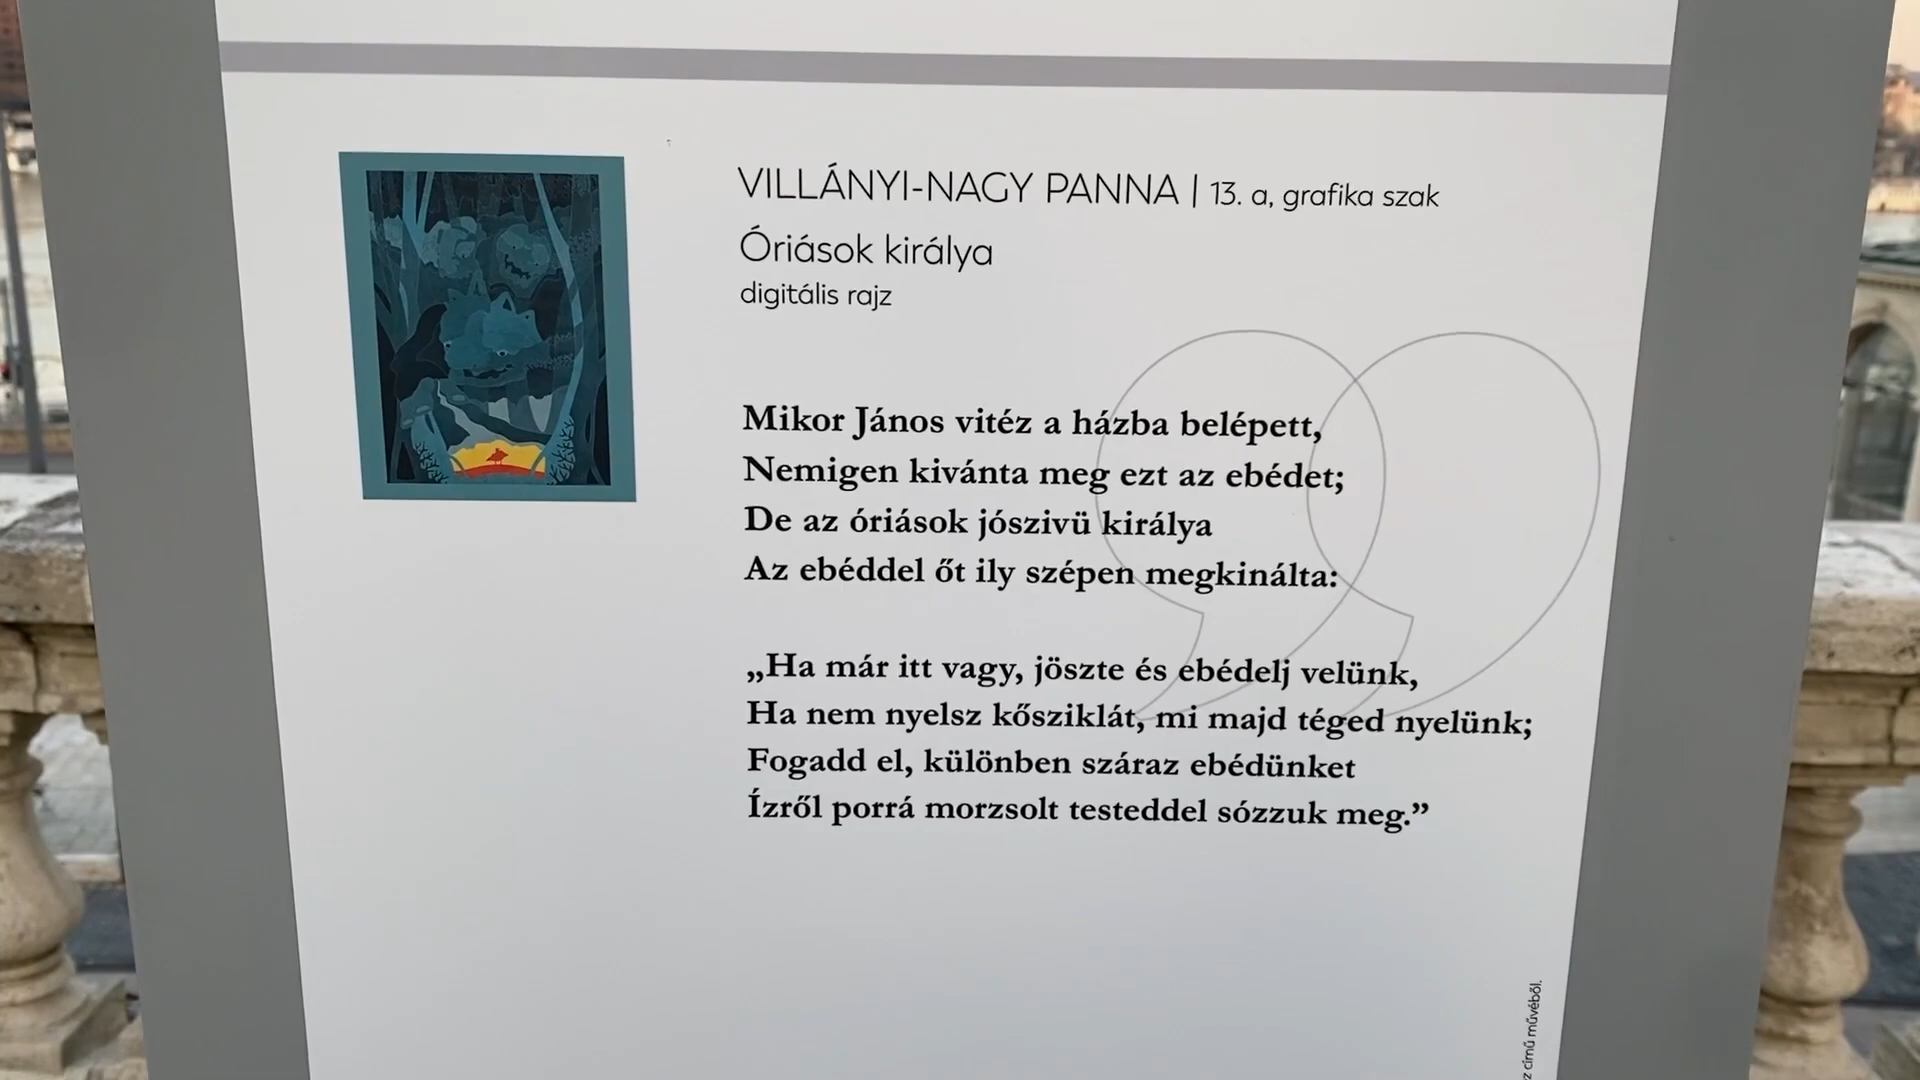 VILLÁNYI-NAGY PANNA | 13. a, grafika szak
Óriások királya
digitális rajz
Mikor János vitéz a házba belépett,
Nemigen kivánta meg ezt az ebédet;
De az óriások jószivü királya
Az ebéddel őt ily szépen megkinálta:
„Ha már itt vagy, jöszte és ebédelj velünk,
Ha nem nyelsz kősziklát, mi majd téged nyelünk;
Fogadd el, különben száraz ebédünket
Ízről porrá morzsolt testeddel sózzuk meg.”
című művéből.